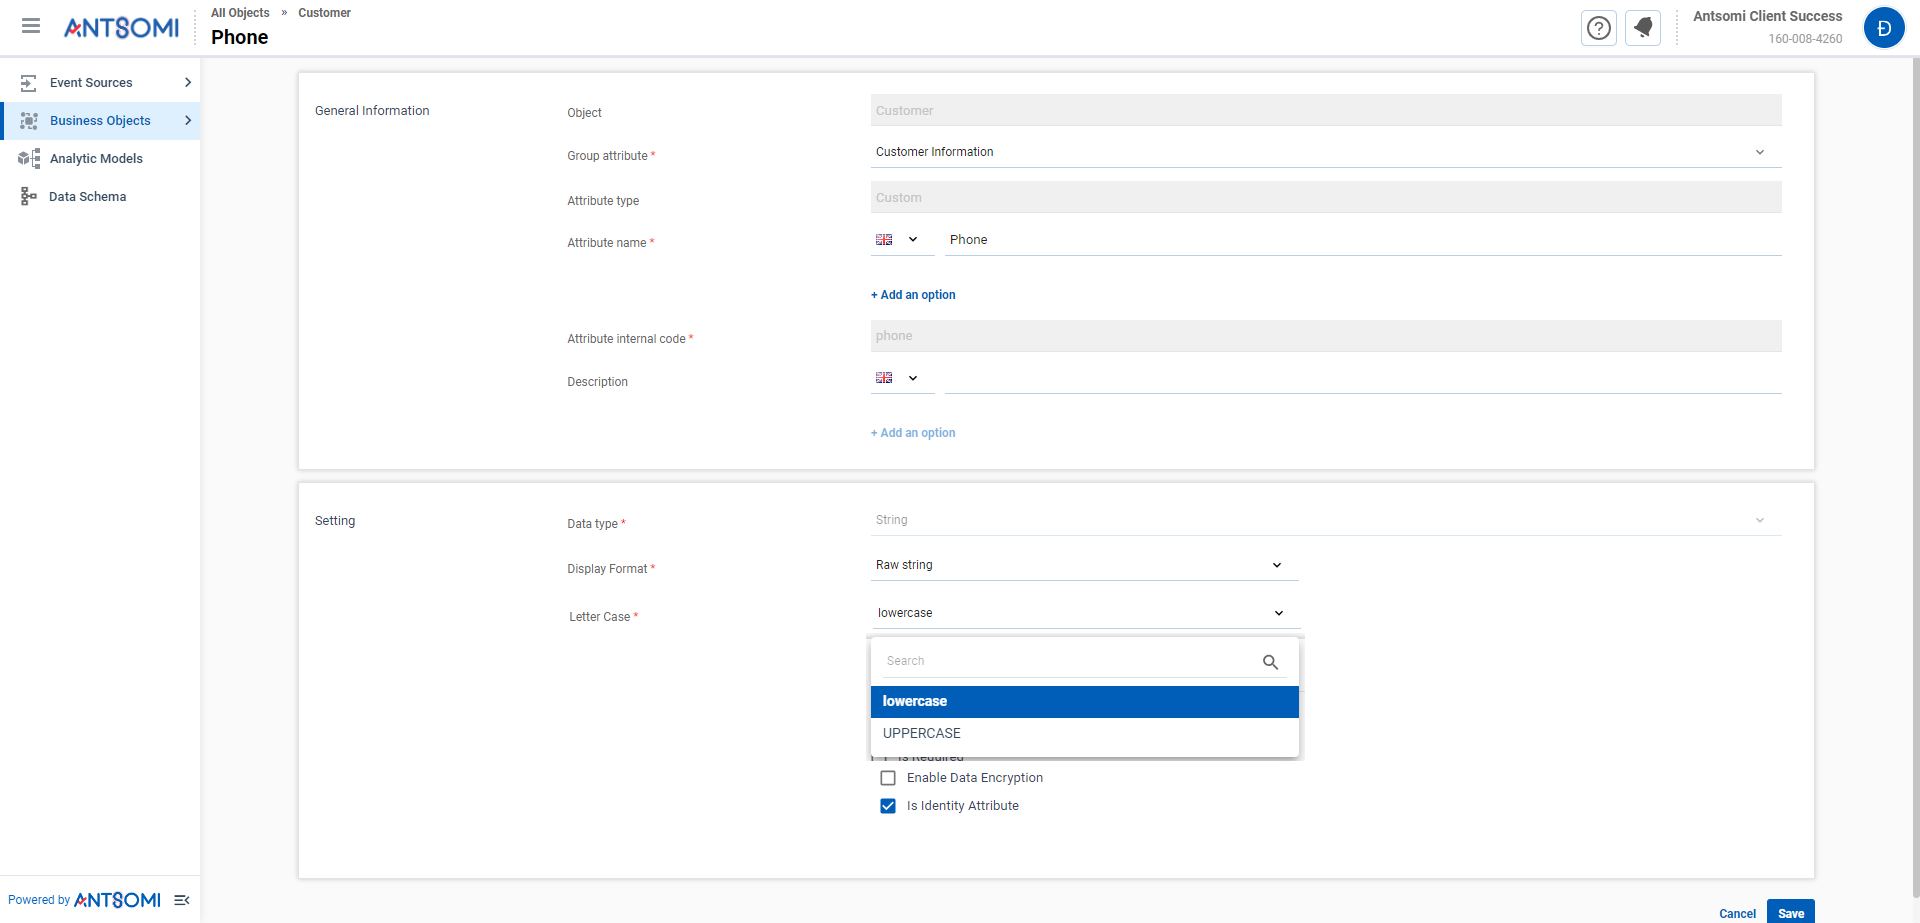 ANTSOMI
All Objects » Customer
Phone
Antsomi Client Success
160-008-4260
Đ
Event Sources
Business Objects
Analytic Models
Data Schema
General Information
Object
Customer
Group attribute *
Customer Information
Attribute type
Custom
Attribute name *
Phone
+ Add an option
Attribute internal code *
phone
Description
+ Add an option
Setting
Data type *
String
Display Format *
Raw string
Letter Case *
lowercase
Search
lowercase
UPPERCASE
Is Required
Enable Data Encryption
Is Identity Attribute
Powered by ANTSOMI
Cancel
Save